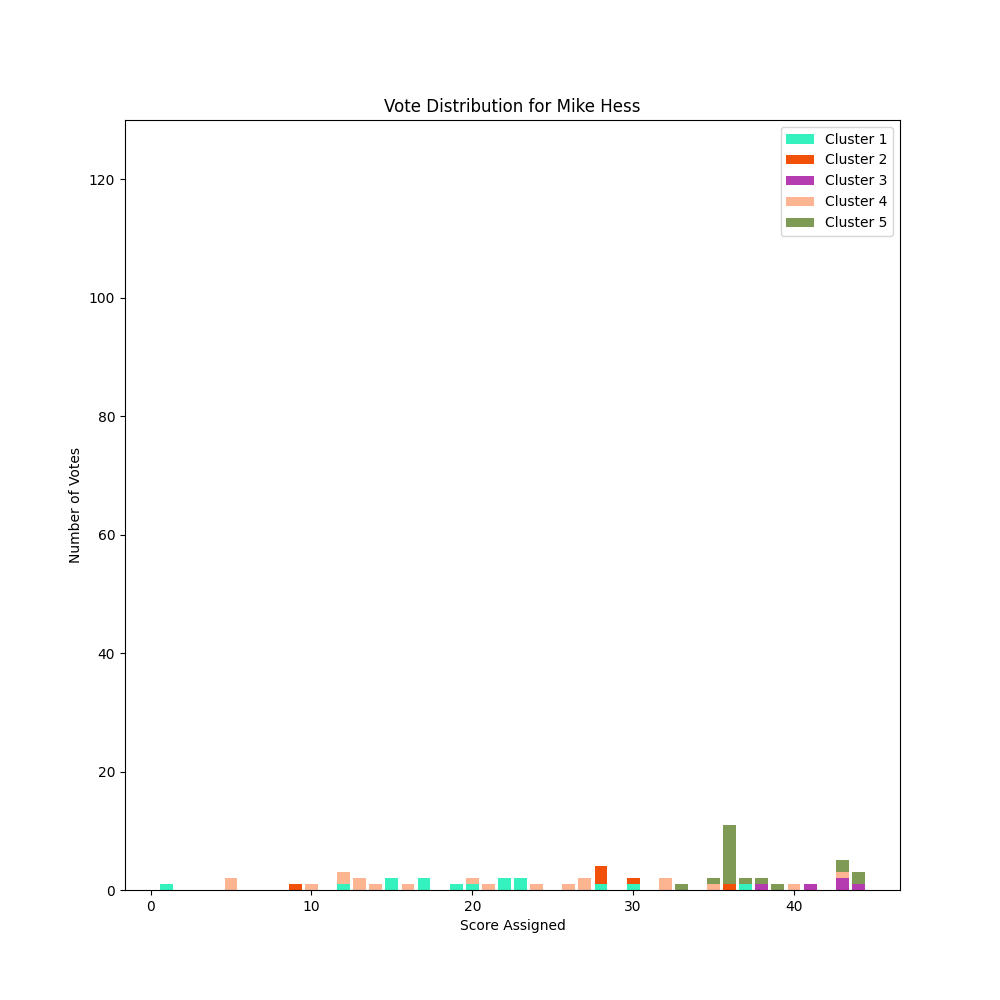 Vote Distribution for Mike Hess
Cluster 1
Cluster 2
Cluster 3
Cluster 4
Cluster 5
120
100
80
60
40
20
0
Number of Votes
0 10 20 30 40
Score Assigned